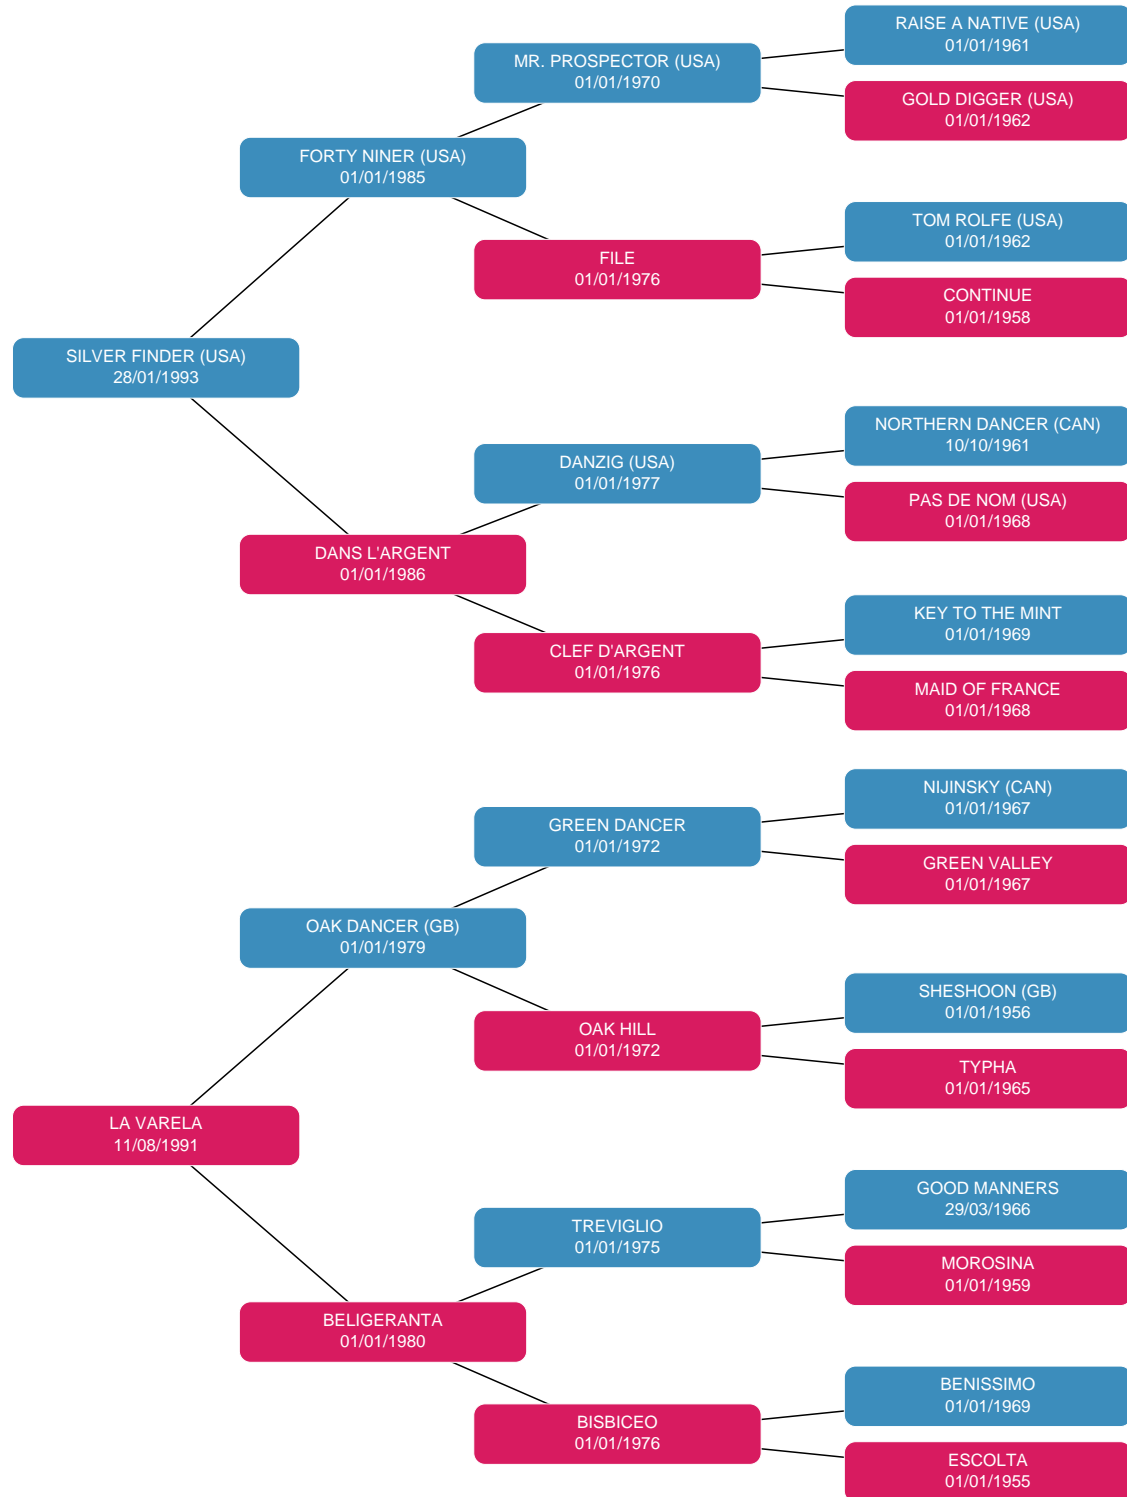 RAISE A NATIVE (USA)
01/01/1961
MR. PROSPECTOR (USA)
01/01/1970
GOLD DIGGER (USA)
01/01/1962
FORTY NINER (USA)
01/01/1985
TOM ROLFE (USA)
01/01/1962
FILE
01/01/1976
CONTINUE
01/01/1958
SILVER FINDER (USA)
28/01/1993
NORTHERN DANCER (CAN)
10/10/1961
DANZIG (USA)
01/01/1977
PAS DE NOM (USA)
01/01/1968
DANS L'ARGENT
01/01/1986
KEY TO THE MINT
01/01/1969
CLEF D'ARGENT
01/01/1976
MAID OF FRANCE
01/01/1968
NIJINSKY (CAN)
01/01/1967
GREEN DANCER
01/01/1972
GREEN VALLEY
01/01/1967
OAK DANCER (GB)
01/01/1979
SHESHOON (GB)
01/01/1956
OAK HILL
01/01/1972
TYPHA
01/01/1965
LA VARELA
11/08/1991
GOOD MANNERS
29/03/1966
TREVIGLIO
01/01/1975
MOROSINA
01/01/1959
BELIGERANTA
01/01/1980
BENISSIMO
01/01/1969
BISBICEO
01/01/1976
ESCOLTA
01/01/1955